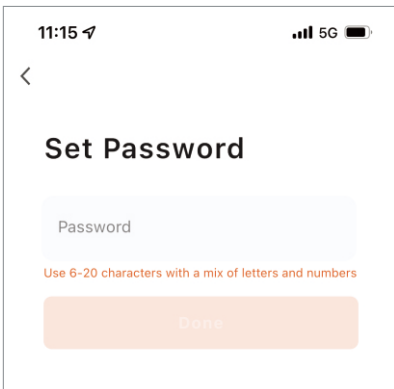 11:15
5G
Set Password
Password
Use 6-20 characters with a mix of letters and numbers
Done